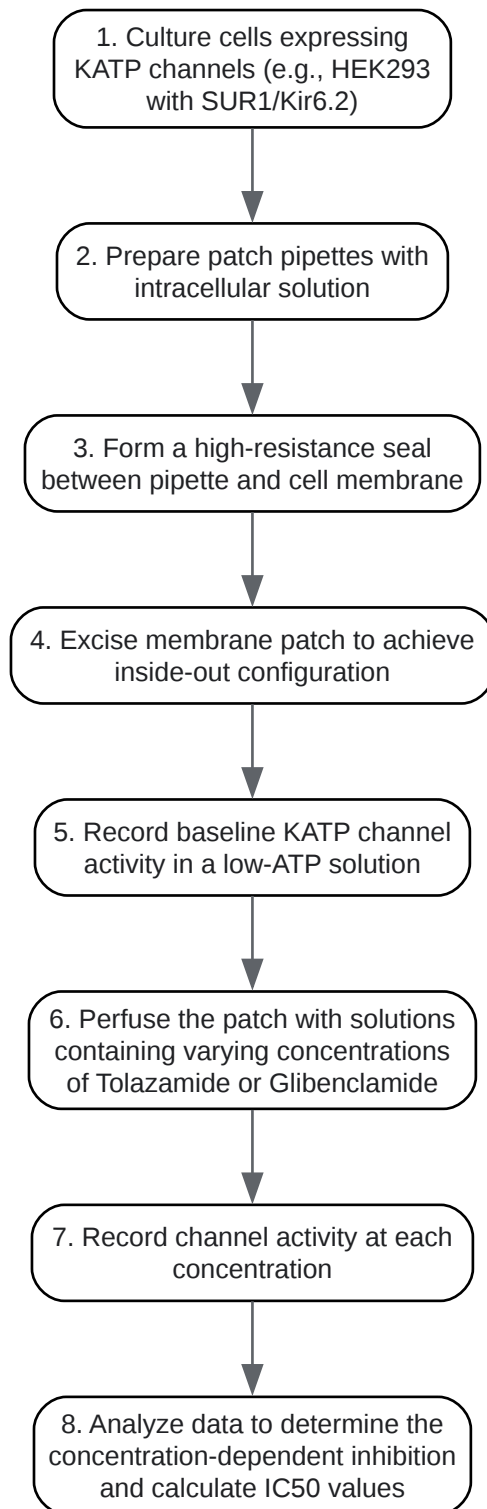 1. Culture cells expressing
KATP channels (e.g., HEK293
with SUR1/Kir6.2)
2. Prepare patch pipettes with
intracellular solution
3. Form a high-resistance seal
between pipette and cell membrane
4. Excise membrane patch to achieve
inside-out configuration
5. Record baseline KATP channel
activity in a low-ATP solution
6. Perfuse the patch with solutions
containing varying concentrations
of Tolazamide or Glibenclamide
7. Record channel activity at each
concentration
8. Analyze data to determine the
concentration-dependent inhibition
and calculate IC50 values